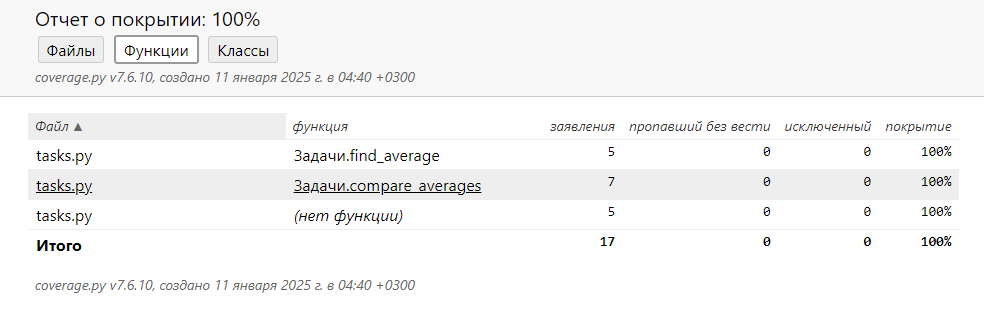 Отчет о покрытии: 100%
Файлы Функции Классы
coverage.py v7.6.10, создано 11 января 2025 г. в 04:40 +0300
Файл ▲ функция заявления пропавший без вести исключенный покрытие
tasks.py Задачи.find_average 5 0 0 100%
tasks.py Задачи.compare_averages 7 0 0 100%
tasks.py (нет функции) 5 0 0 100%
Итого 17 0 0 100%
coverage.py v7.6.10, создано 11 января 2025 г. в 04:40 +0300